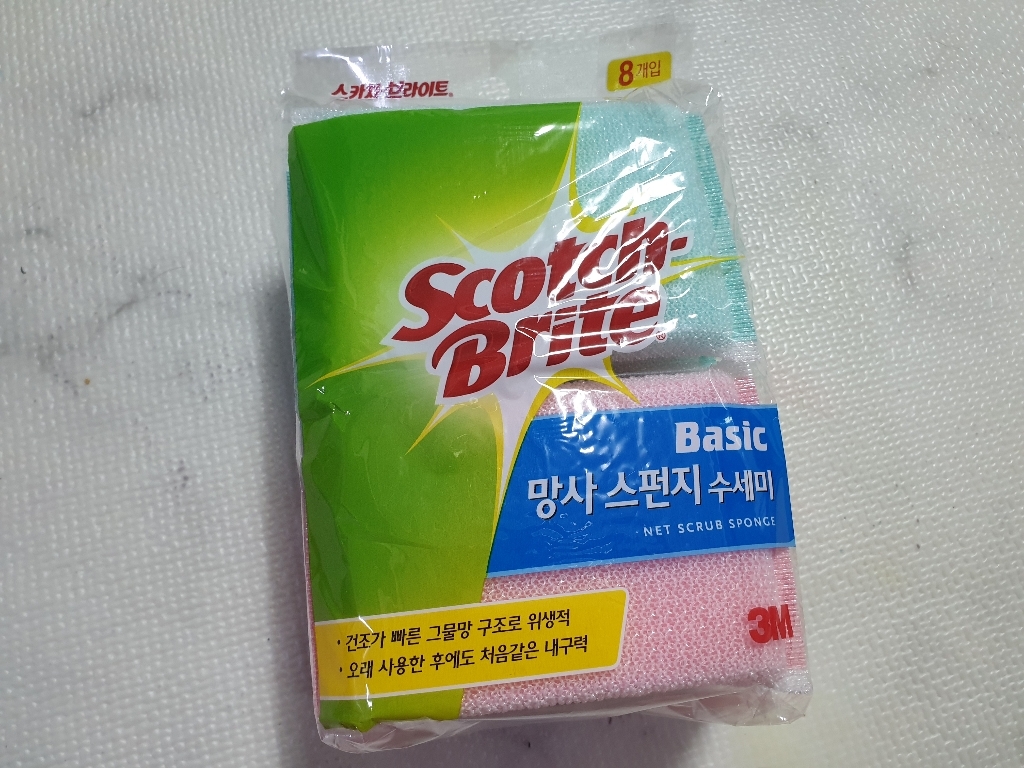 스카치-브라이트®
8개입
Scotch-
Brite®
Basic
망사 스펀지 수세미
NET SCRUB SPONGE
3M
· 건조가 빠른 그물망 구조로 위생적
· 오래 사용한 후에도 처음같은 내구력